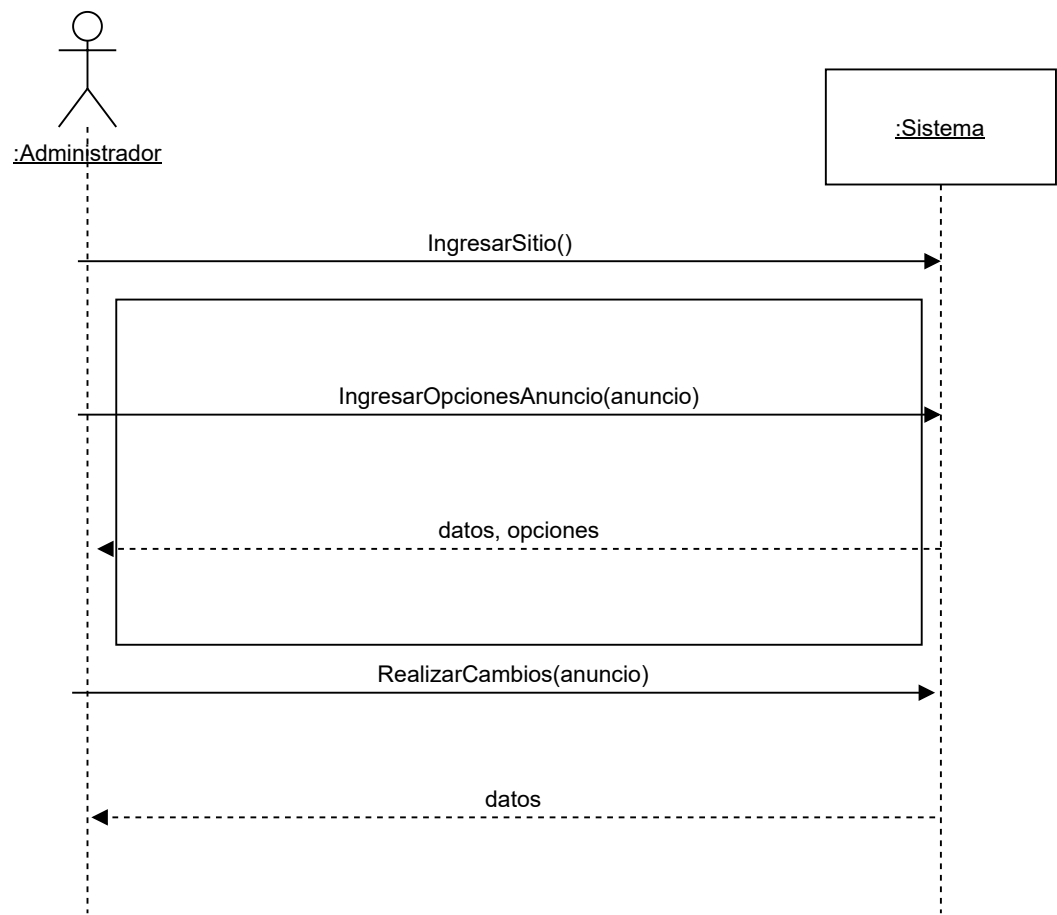 :Administrador
:Sistema
IngresarSitio()
IngresarOpcionesAnuncio(anuncio)
datos, opciones
RealizarCambios(anuncio)
datos